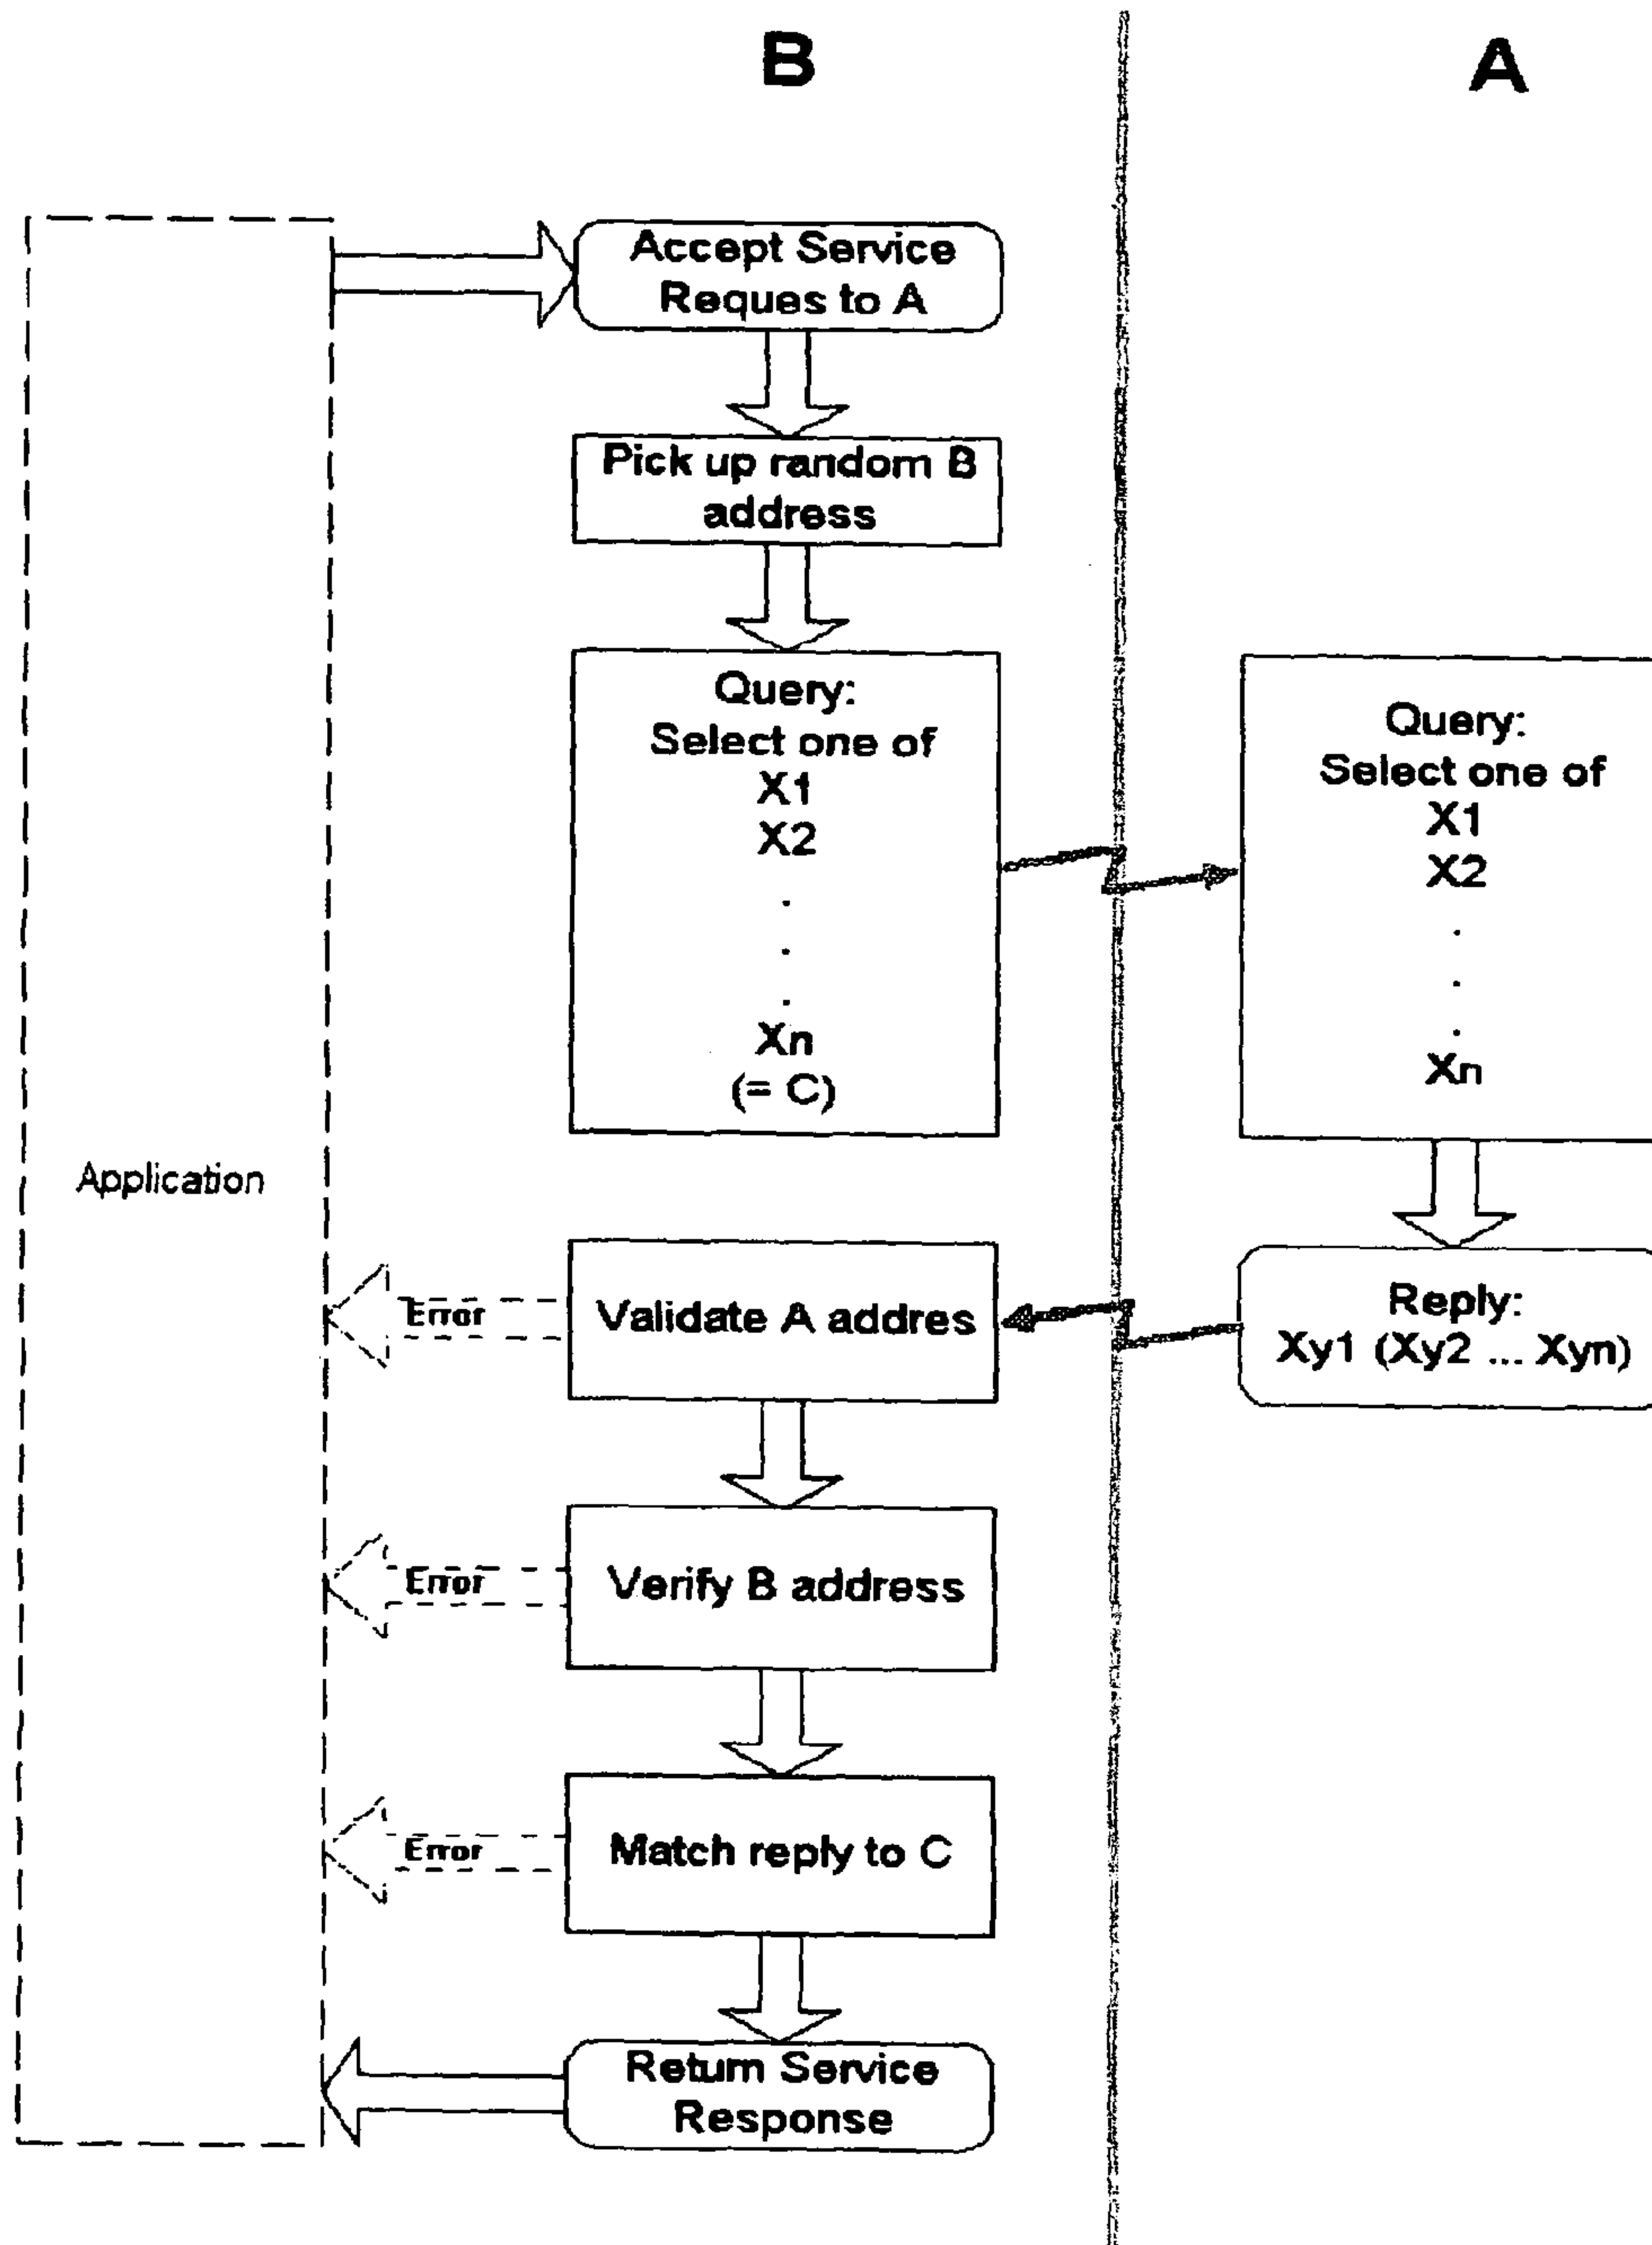 B
A
Accept Service
Reques to A
Pick up random B
address
Query:
Select one of
X1
X2
.
.
.
Xn
(= C)
Query:
Select one of
X1
X2
.
.
.
Xn
Application
Error
Validate A addres
Reply:
Xy1 (Xy2 ... Xyn)
Error
Verify B address
Error
Match reply to C
Return Service
Response